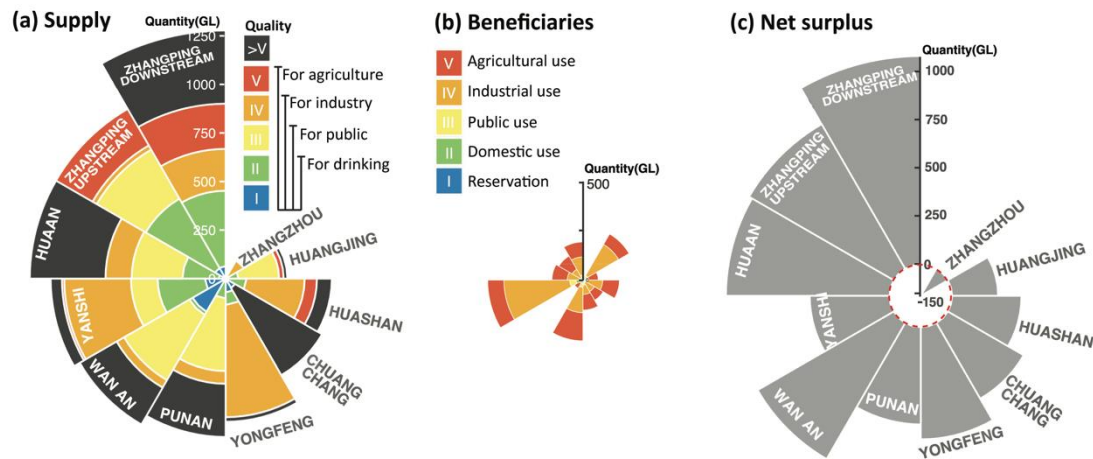 (a) Supply
Quantity(GL)
1250
1000
750
500
250
0
Quality
>V
V
IV
III
II
I
For agriculture
For industry
For public
For drinking
ZHANGPING
DOWNSTREAM
ZHANGPING
UPSTREAM
HUAAN
YANSHI
WAN AN
PUNAN
YONGFENG
CHUANG
CHANG
HUASHAN
HUANGJING
ZHANGZHOU
(b) Beneficiaries
V Agricultural use
IV Industrial use
III Public use
II Domestic use
I Reservation
Quantity(GL)
500
(c) Net surplus
Quantity(GL)
1000
750
500
250
0
-150
ZHANGPING
DOWNSTREAM
ZHANGPING
UPSTREAM
HUAAN
YANSHI
WAN AN
PUNAN
YONGFENG
CHUANG
CHANG
HUASHAN
HUANGJING
ZHANGZHOU